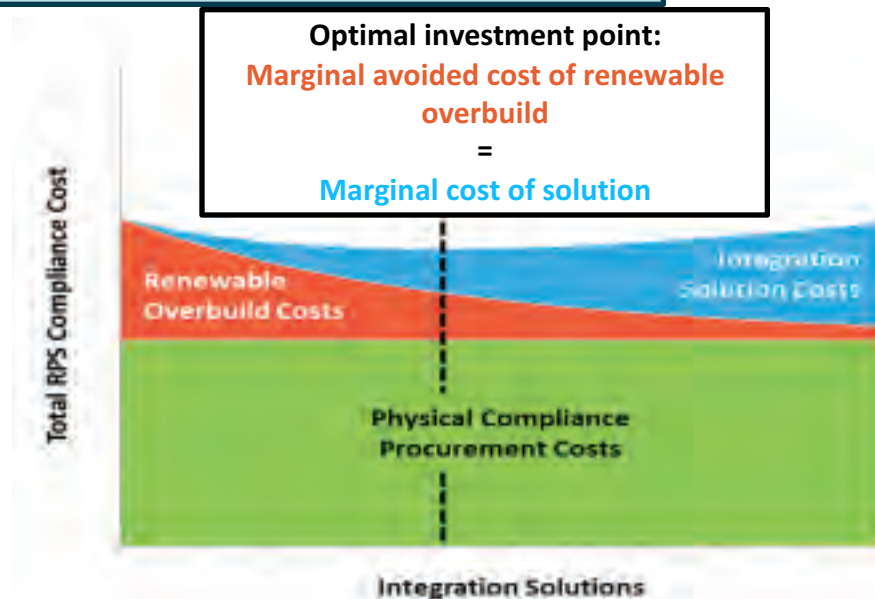 Optimal investment point:
Marginal avoided cost of renewable
overbuild
=
Marginal cost of solution
Total RPS Compliance Cost
Renewable
Overbuild Costs
Integration
Solution Costs
Physical Compliance
Procurement Costs
Integration Solutions